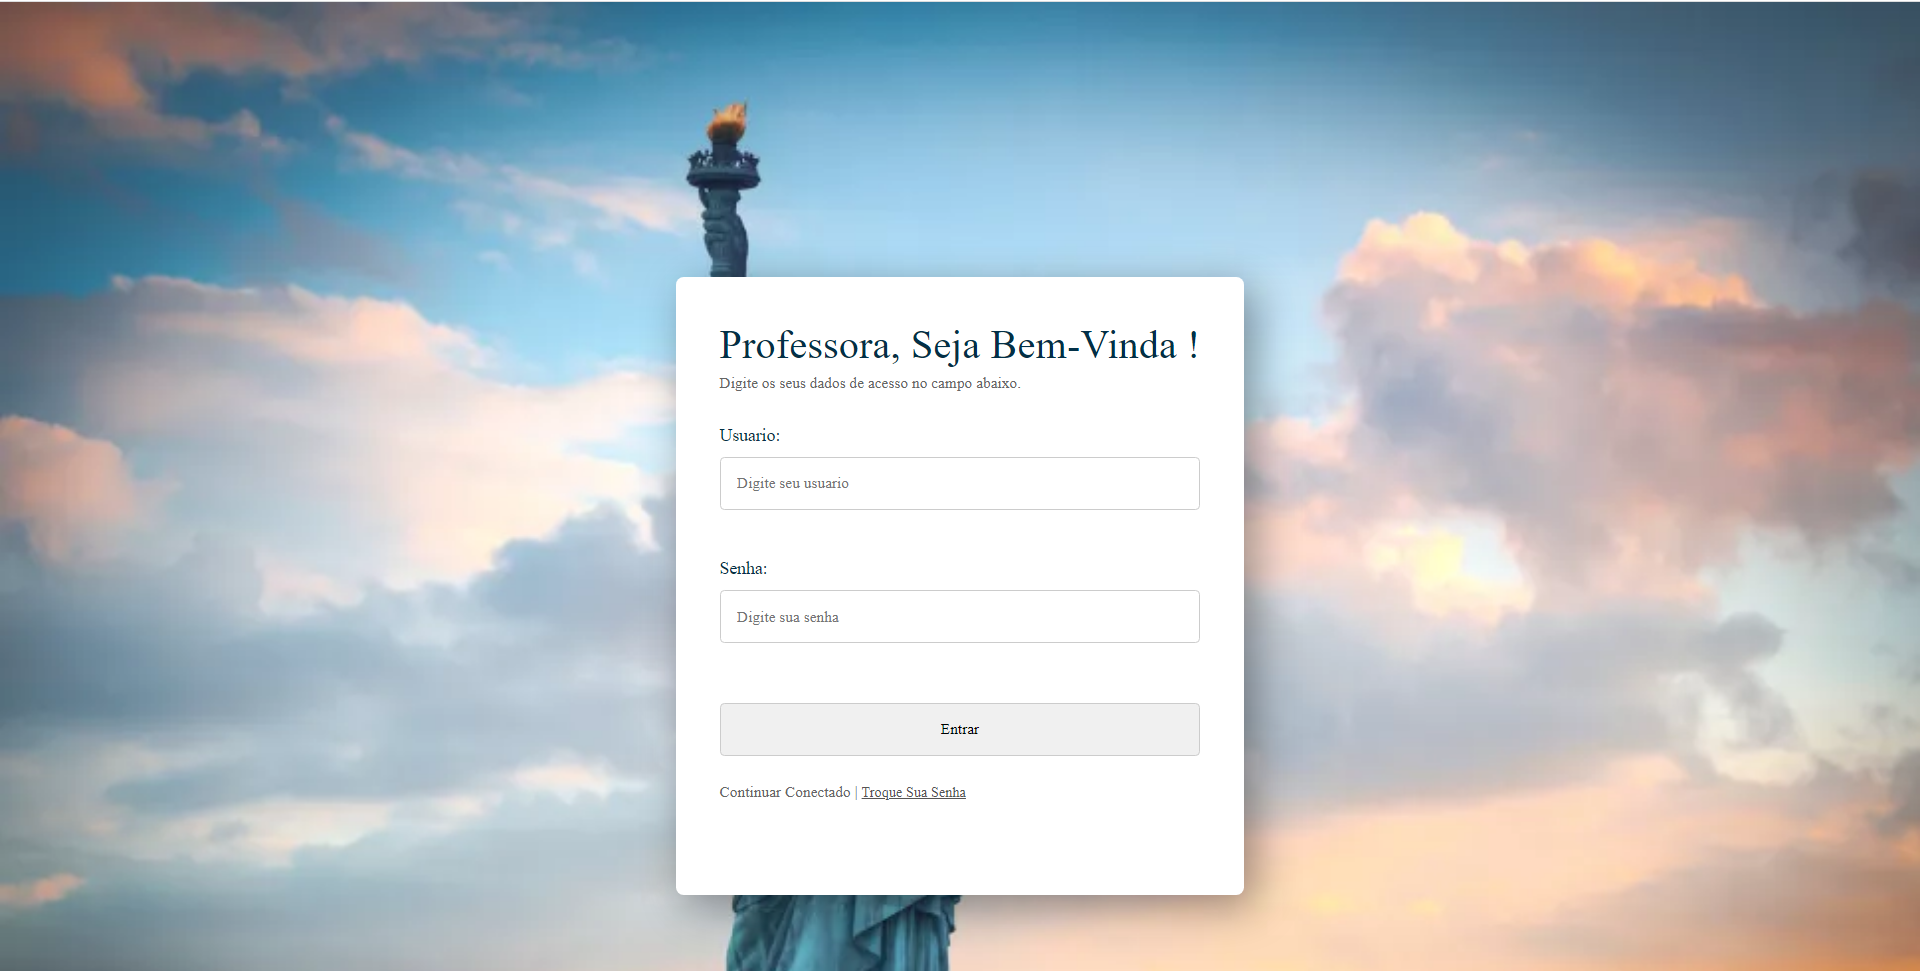 Professora, Seja Bem-Vinda !
Digite os seus dados de acesso no campo abaixo.
Usuario:
Digite seu usuario
Senha:
Digite sua senha
Entrar
Continuar Conectado | Troque Sua Senha